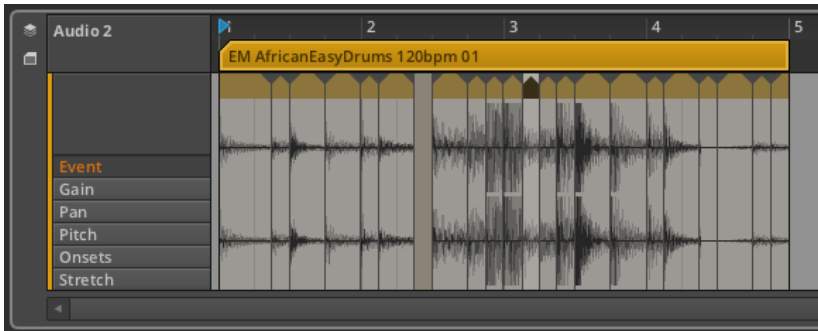 Audio 2
1 2 3 4 5
EM AfricanEasyDrums 120bpm 01
Event
Gain
Pan
Pitch
Onsets
Stretch